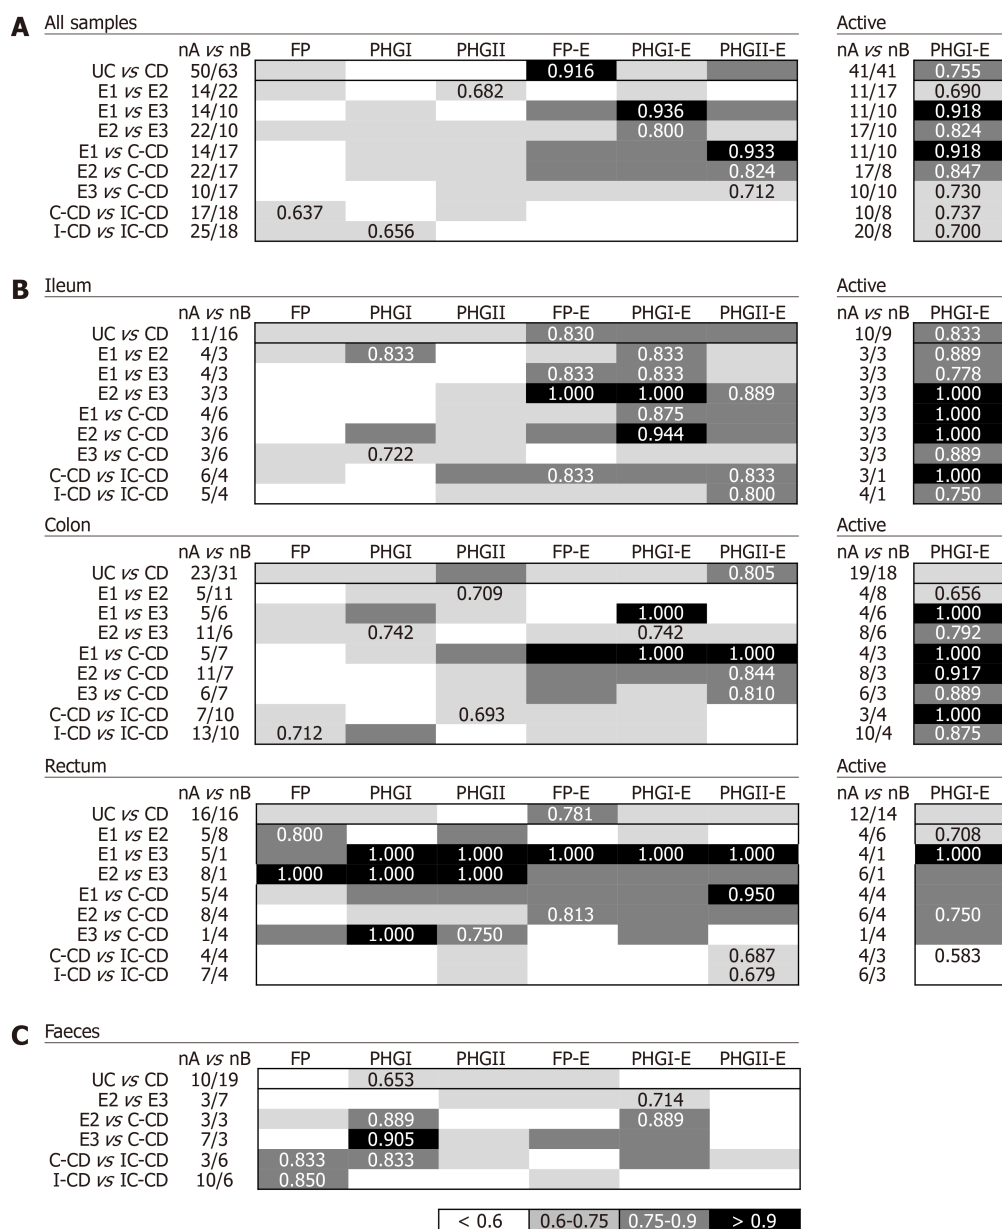 A All samples Active
nA vs nB FP PHGI PHGII FP-E PHGI-E PHGII-E nA vs nB PHGI-E
UC vs CD 50/63 0.916 41/41 0.755
E1 vs E2 14/22 0.682 11/17 0.690
E1 vs E3 14/10 0.936 11/10 0.918
E2 vs E3 22/10 0.800 17/10 0.824
E1 vs C-CD 14/17 0.933 11/10 0.918
E2 vs C-CD 22/17 0.824 17/8 0.847
E3 vs C-CD 10/17 0.712 10/10 0.730
C-CD vs IC-CD 17/18 0.637 10/8 0.737
I-CD vs IC-CD 25/18 0.656 20/8 0.700
B Ileum Active
nA vs nB FP PHGI PHGII FP-E PHGI-E PHGII-E nA vs nB PHGI-E
UC vs CD 11/16 0.830 10/9 0.833
E1 vs E2 4/3 0.833 0.833 3/3 0.889
E1 vs E3 4/3 0.833 0.833 3/3 0.778
E2 vs E3 3/3 1.000 1.000 0.889 3/3 1.000
E1 vs C-CD 4/6 0.875 3/3 1.000
E2 vs C-CD 3/6 0.944 3/3 1.000
E3 vs C-CD 3/6 0.722 3/3 0.889
C-CD vs IC-CD 6/4 0.833 0.833 3/1 1.000
I-CD vs IC-CD 5/4 0.800 4/1 0.750
Colon Active
nA vs nB FP PHGI PHGII FP-E PHGI-E PHGII-E nA vs nB PHGI-E
UC vs CD 23/31 0.805 19/18
E1 vs E2 5/11 0.709 4/8 0.656
E1 vs E3 5/6 1.000 4/6 1.000
E2 vs E3 11/6 0.742 0.742 8/6 0.792
E1 vs C-CD 5/7 1.000 1.000 4/3 1.000
E2 vs C-CD 11/7 0.844 8/3 0.917
E3 vs C-CD 6/7 0.810 6/3 0.889
C-CD vs IC-CD 7/10 0.693 3/4 1.000
I-CD vs IC-CD 13/10 0.712 10/4 0.875
Rectum Active
nA vs nB FP PHGI PHGII FP-E PHGI-E PHGII-E nA vs nB PHGI-E
UC vs CD 16/16 0.781 12/14
E1 vs E2 5/8 0.800 4/6 0.708
E1 vs E3 5/1 1.000 1.000 1.000 1.000 1.000 4/1 1.000
E2 vs E3 8/1 1.000 1.000 1.000 6/1
E1 vs C-CD 5/4 0.950 4/4
E2 vs C-CD 8/4 0.813 6/4 0.750
E3 vs C-CD 1/4 1.000 0.750 1/4
C-CD vs IC-CD 4/4 0.687 4/3 0.583
I-CD vs IC-CD 7/4 0.679 6/3
C Faeces
nA vs nB FP PHGI PHGII FP-E PHGI-E PHGII-E
UC vs CD 10/19 0.653
E2 vs E3 3/7 0.714
E2 vs C-CD 3/3 0.889 0.889
E3 vs C-CD 7/3 0.905
C-CD vs IC-CD 3/6 0.833 0.833
I-CD vs IC-CD 10/6 0.850
< 0.6 0.6-0.75 0.75-0.9 > 0.9